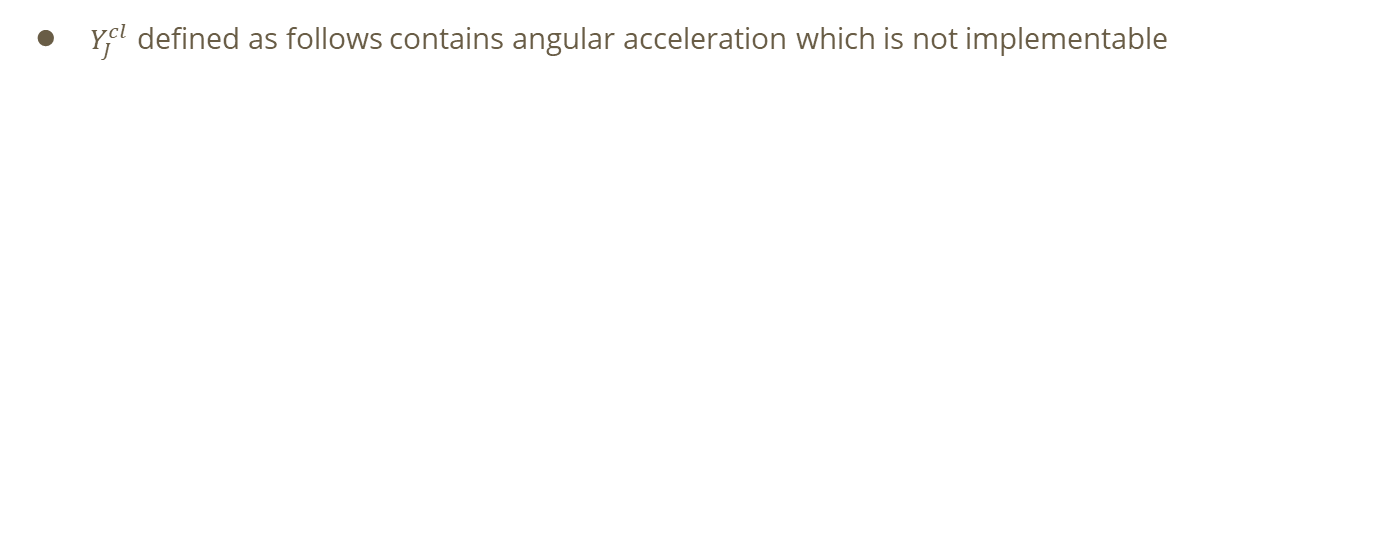 ● $Y_J^{cl}$ defined as follows contains angular acceleration which is not implementable